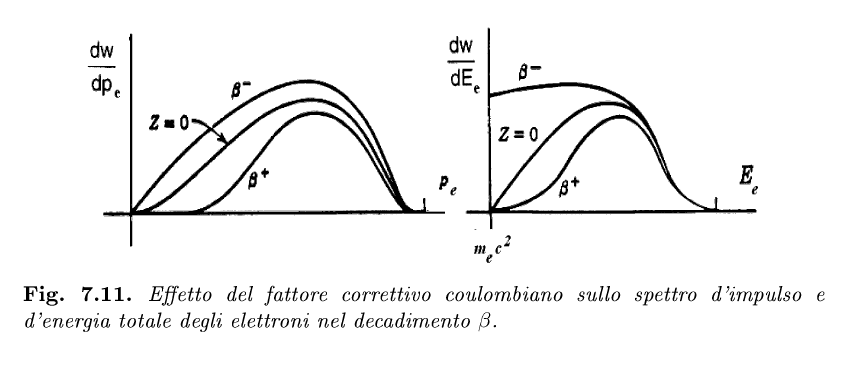 dw
dp_e
β⁻
Z = 0
β⁺
p_e
dw
dE_e
β−
Z = 0
β⁺
E_e
m_e c²
Fig. 7.11. Effetto del fattore correttivo coulombiano sullo spettro d'impulso e
d'energia totale degli elettroni nel decadimento β.